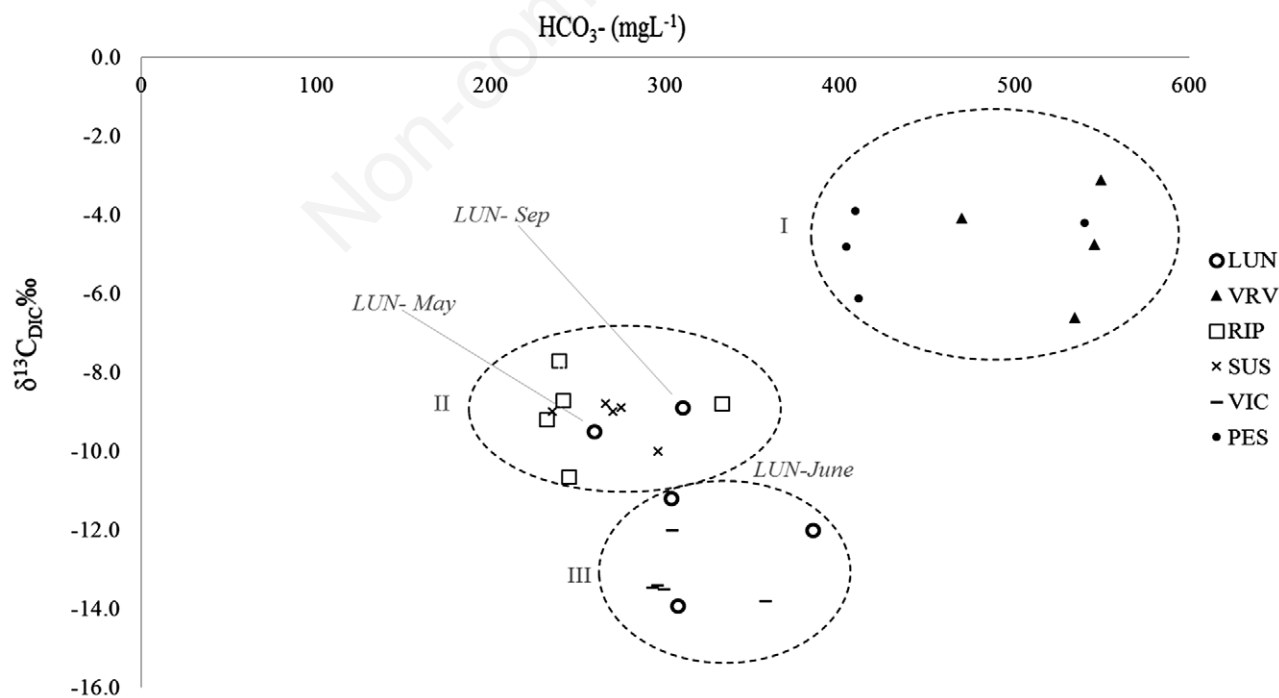 Non-com
HCO₃- (mgL⁻¹)
0.0
0 100 200 300 400 500 600
-2.0
-4.0
-6.0
-8.0
-10.0
-12.0
-14.0
-16.0
δ¹³C_DIC‰
LUN- Sep
I
LUN- May
II
LUN-June
III
LUN
VRV
RIP
SUS
VIC
PES